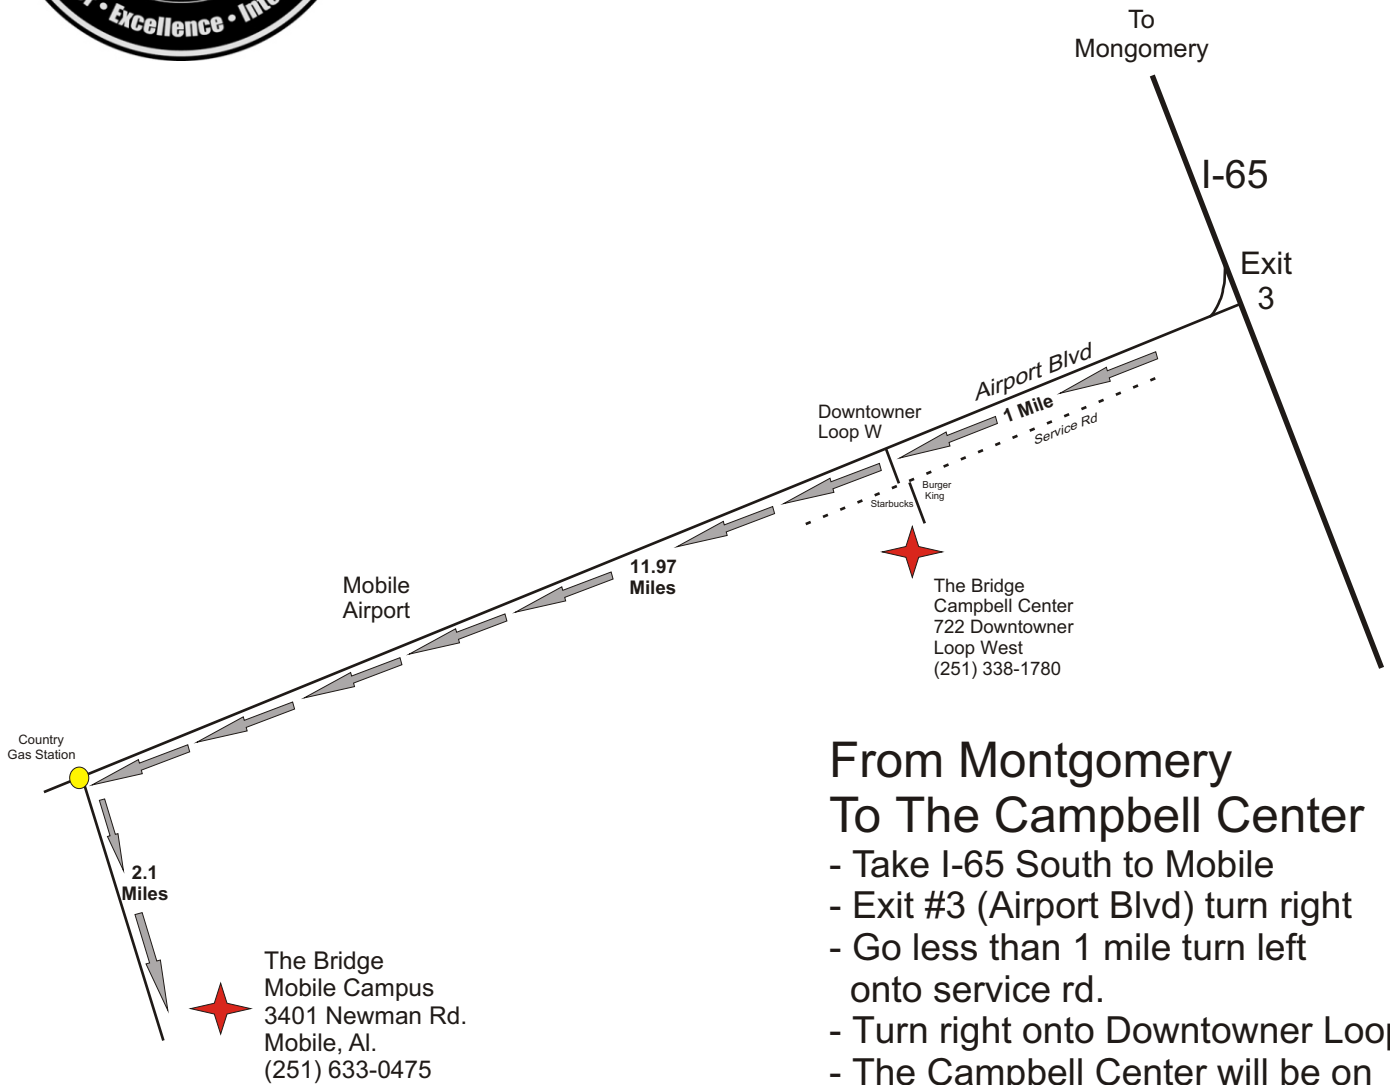 • Excellence •
To
Mongomery
I-65
Exit
3
Airport Blvd
1 Mile
Service Rd
Downtowner
Loop W
Burger
King
Starbucks
11.97
Miles
The Bridge
Campbell Center
722 Downtowner
Loop West
(251) 338-1780
Mobile
Airport
Country
Gas Station
2.1
Miles
The Bridge
Mobile Campus
3401 Newman Rd.
Mobile, Al.
(251) 633-0475
From Montgomery
To The Campbell Center
- Take I-65 South to Mobile
- Exit #3 (Airport Blvd) turn right
- Go less than 1 mile turn left
onto service rd.
- Turn right onto Downtowner Loop
- The Campbell Center will be on